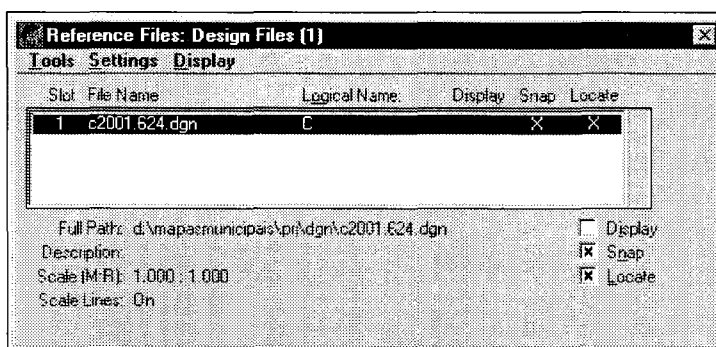 Reference Files: Design Files (1)
Tools Settings Display
Slot File Name Logical Name: Display Snap Locate
1 c2001.624.dgn C X X
Full Path: d:\mapasmunicipais\pr\dgn\c2001.624.dgn
Display
Description:
Snap
Scale (M:R): 1.000 : 1.000
Locate
Scale Lines: On